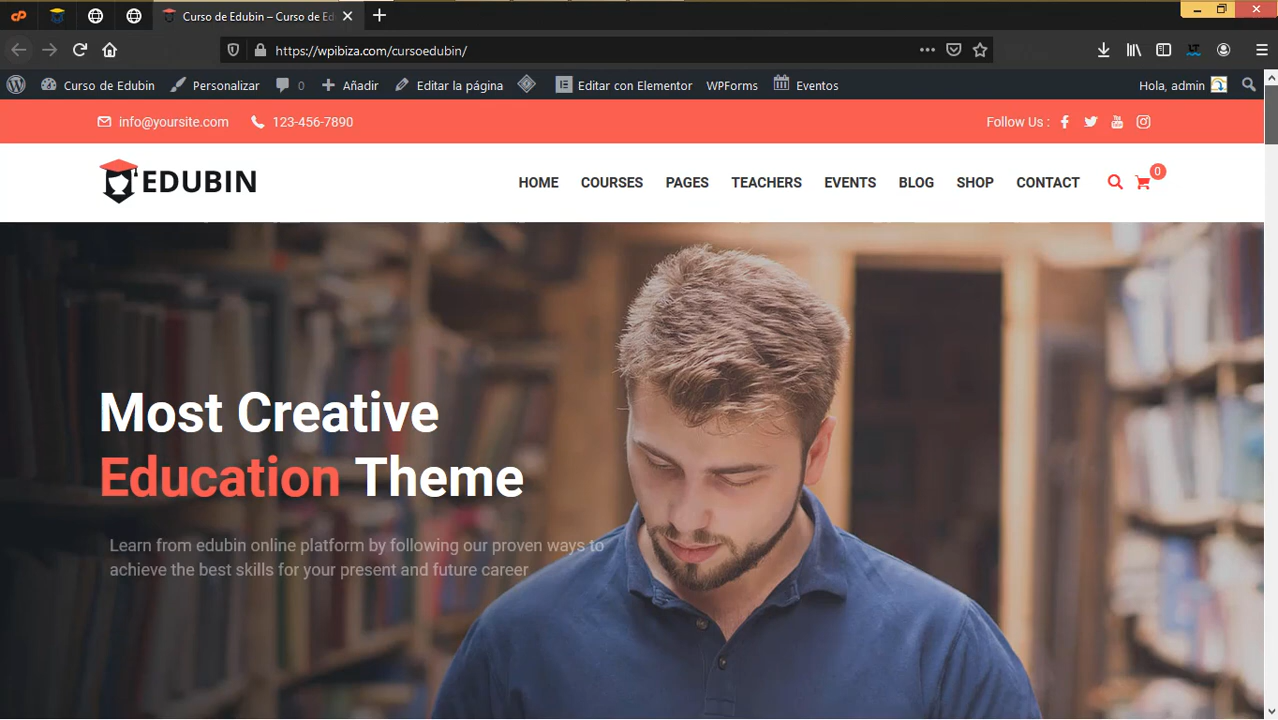 Curso de Edubin – Curso de Ed
https://wpibiza.com/cursoedubin/
Curso de Edubin Personalizar 0 Añadir Editar la página Editar con Elementor WPForms Eventos Hola, admin
info@yoursite.com 123-456-7890 Follow Us :
EDUBIN HOME COURSES PAGES TEACHERS EVENTS BLOG SHOP CONTACT 0
Most Creative
Education Theme
Learn from edubin online platform by following our proven ways to
achieve the best skills for your present and future career